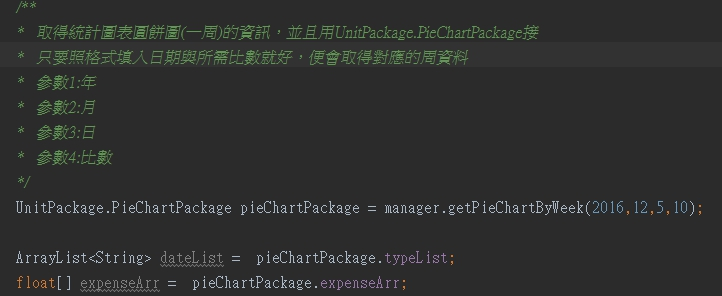 /**
* 取得統計圖表圓餅圖(一周)的資訊，並且用UnitPackage.PieChartPackage接
* 只要照格式填入日期與所需比數就好，便會取得對應的周資料
* 參數1:年
* 參數2:月
* 參數3:日
* 參數4:比數
*/
UnitPackage.PieChartPackage pieChartPackage = manager.getPieChartByWeek(2016,12,5,10);
ArrayList<String> dateList =  pieChartPackage.typeList;
float[] expenseArr =  pieChartPackage.expenseArr;